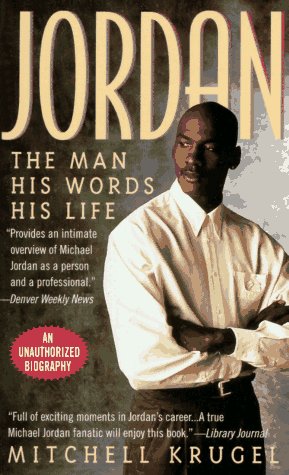 JORDAN
THE MAN
HIS WORDS
HIS LIFE
"Provides an intimate
overview of Michael
Jordan as a person
and a professional."
—Denver Weekly News
AN
UNAUTHORIZED
BIOGRAPHY
"Full of exciting moments in Jordan's career...A true
Michael Jordan fanatic will enjoy this book."—Library Journal
MITCHELL KRUGEL